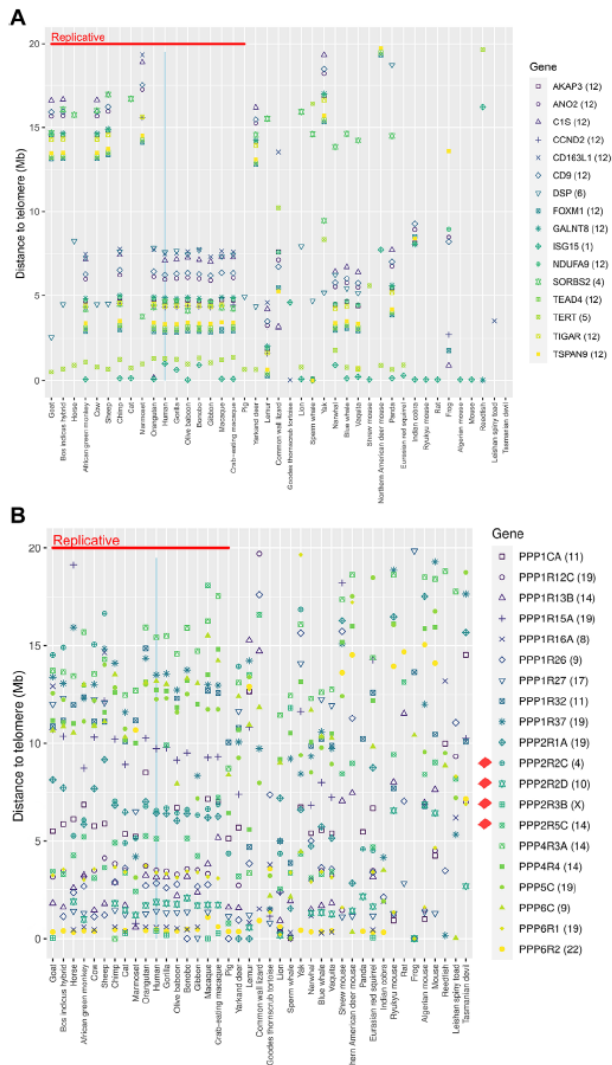 A
Replicative
Distance to telomere (Mb)
20
15
10
5
0
Gene
AKAP3 (12)
ANO2 (12)
C1S (12)
CCND2 (12)
CD163L1 (12)
CD9 (12)
DSP (6)
FOXM1 (12)
GALNT8 (12)
ISG15 (1)
NDUFA9 (12)
SORBS2 (4)
TEAD4 (12)
TERT (5)
TIGAR (12)
TSPAN9 (12)
Goat
Bos indicus hybrid
Horse
African green monkey
Cow
Sheep
Chimp
Cat
Marmoset
Orangutan
Human
Gorilla
Olive baboon
Bonobo
Gibbon
Macaque
Crab-eating macaque
Pig
Yarkand deer
Lemur
Common wall lizard
Goodes thornscrub tortoise
Lion
Sperm whale
Yak
Narwhal
Blue whale
Vaquita
Shrew mouse
Northern American deer mouse
Panda
Eurasian red squirrel
Indian cobra
Ryukyu mouse
Rat
Frog
Algerian mouse
Mouse
Reedfish
Leishan spiny toad
Tasmanian devil
B
Replicative
Distance to telomere (Mb)
20
15
10
5
0
Gene
PPP1CA (11)
PPP1R12C (19)
PPP1R13B (14)
PPP1R15A (19)
PPP1R16A (8)
PPP1R26 (9)
PPP1R27 (17)
PPP1R32 (11)
PPP1R37 (19)
PPP2R1A (19)
PPP2R2C (4)
PPP2R2D (10)
PPP2R3B (X)
PPP2R5C (14)
PPP4R3A (14)
PPP4R4 (14)
PPP5C (19)
PPP6C (9)
PPP6R1 (19)
PPP6R2 (22)
Goat
Bos indicus hybrid
Horse
African green monkey
Cow
Sheep
Chimp
Cat
Marmoset
Orangutan
Human
Gorilla
Olive baboon
Bonobo
Gibbon
Macaque
Crab-eating macaque
Pig
Yarkand deer
Lemur
Common wall lizard
Goodes thornscrub tortoise
Lion
Sperm whale
Yak
Narwhal
Blue whale
Vaquita
Shrew mouse
hern American deer mouse
Panda
Eurasian red squirrel
Indian cobra
Ryukyu mouse
Rat
Frog
Algerian mouse
Mouse
Reedfish
Leishan spiny toad
Tasmanian devil